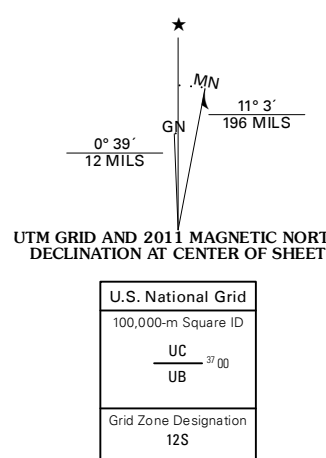 ★
MN
GN
11° 3´
196 MILS
0° 39´
12 MILS
UTM GRID AND 2011 MAGNETIC NORT
DECLINATION AT CENTER OF SHEET
U.S. National Grid
100,000-m Square ID
UC
37 00
UB
Grid Zone Designation
12S